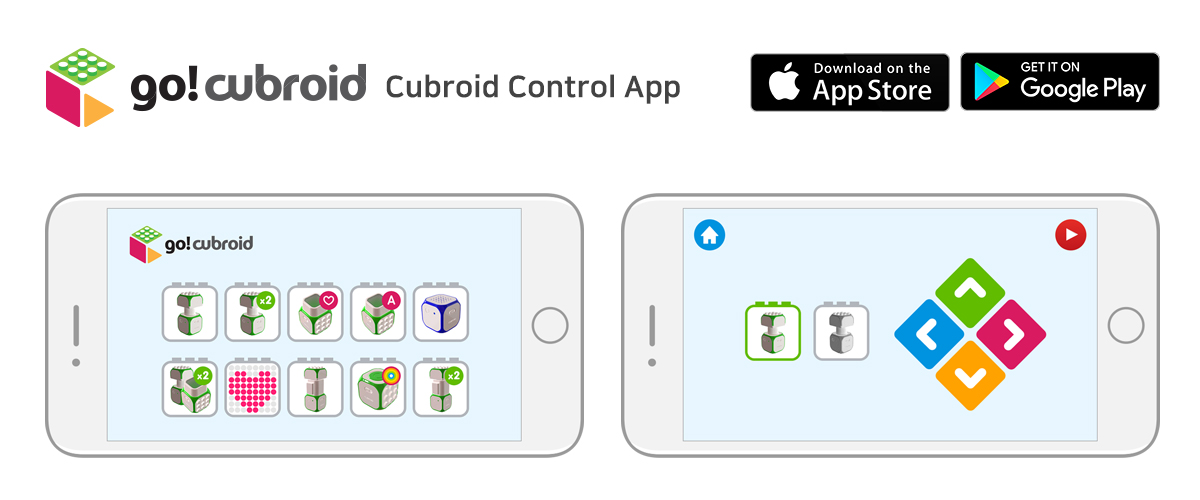 go! cubroid Cubroid Control App
Download on the
App Store
GET IT ON
Google Play
go! cubroid
x2
A
x2
x2